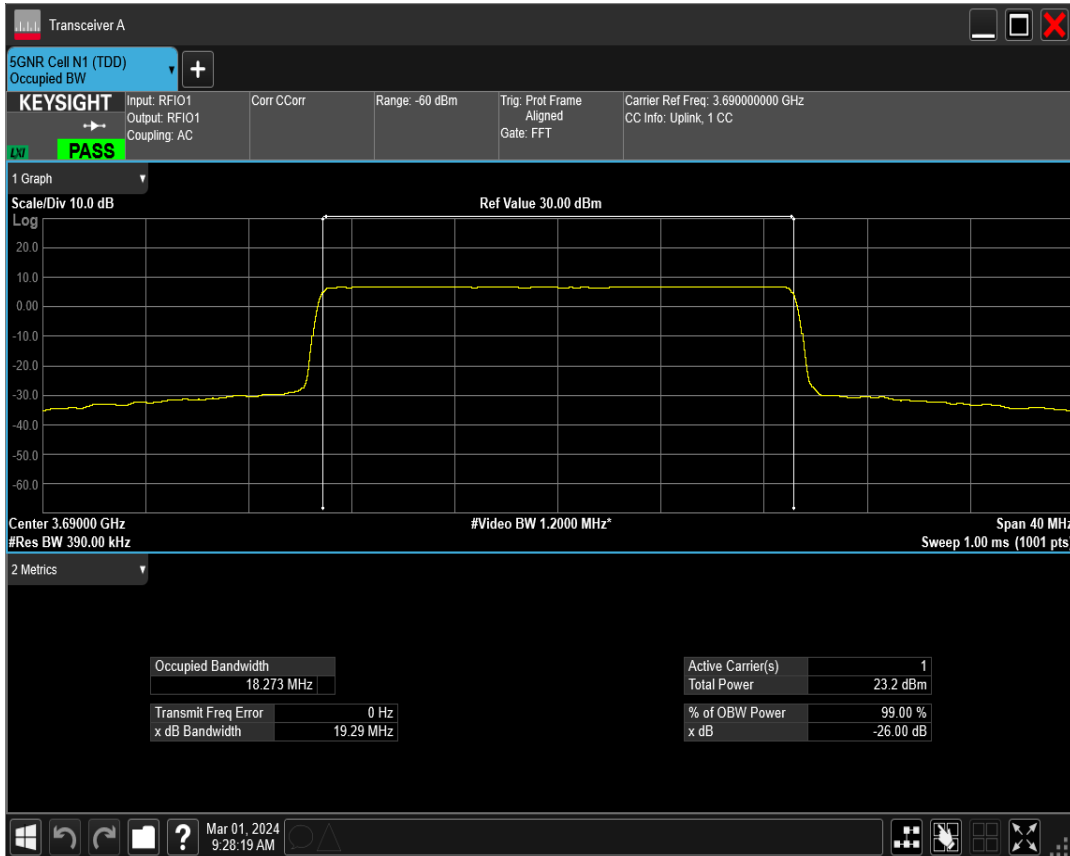 Transceiver A
5GNR Cell N1 (TDD)
Occupied BW
+
KEYSIGHT
LXI
PASS
Input: RFIO1
Output: RFIO1
Coupling: AC
Corr CCorr
Range: -60 dBm
Trig: Prot Frame
Aligned
Gate: FFT
Carrier Ref Freq: 3.690000000 GHz
CC Info: Uplink, 1 CC
1 Graph
Scale/Div 10.0 dB
Ref Value 30.00 dBm
Log
20.0
10.0
0.00
-10.0
-20.0
-30.0
-40.0
-50.0
-60.0
Center 3.69000 GHz
#Video BW 1.2000 MHz*
Span 40 MHz
#Res BW 390.00 kHz
Sweep 1.00 ms (1001 pts)
2 Metrics
Occupied Bandwidth
18.273 MHz
Transmit Freq Error 0 Hz
x dB Bandwidth 19.29 MHz
Active Carrier(s) 1
Total Power 23.2 dBm
% of OBW Power 99.00 %
x dB -26.00 dB
?
Mar 01, 2024
9:28:19 AM